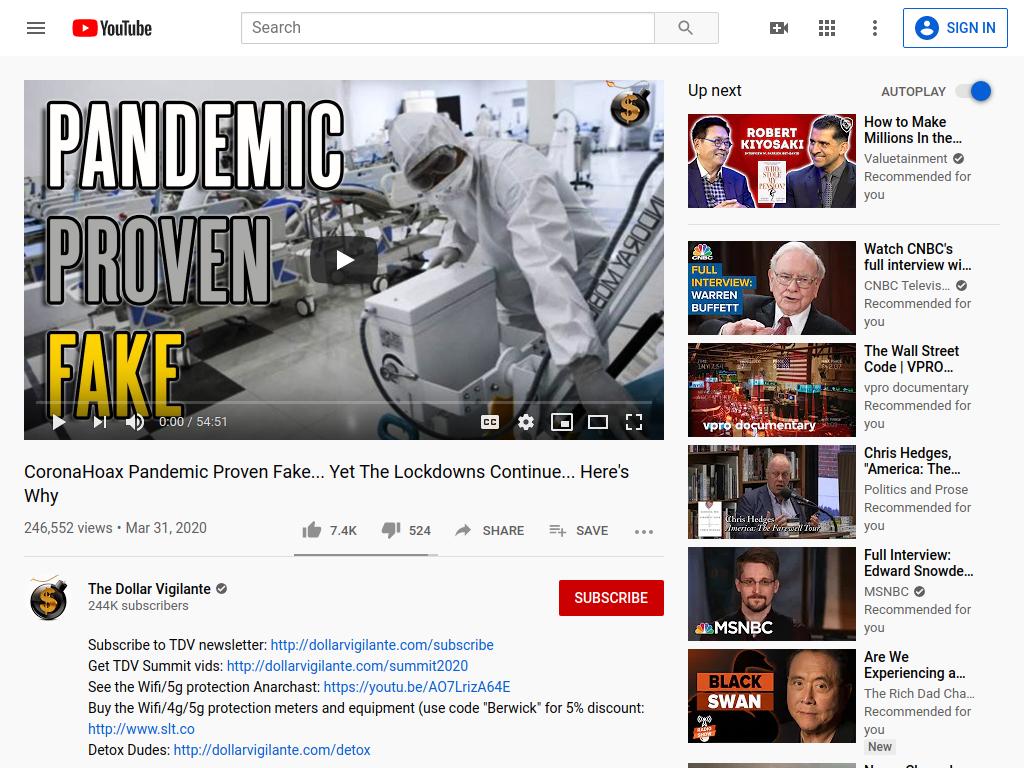 YouTube
Search
SIGN IN
PANDEMIC
PROVEN
FAKE
0:00 / 54:51
CC
CoronaHoax Pandemic Proven Fake... Yet The Lockdowns Continue... Here's
Why
246,552 views • Mar 31, 2020
7.4K
524
SHARE
SAVE
The Dollar Vigilante
244K subscribers
SUBSCRIBE
Subscribe to TDV newsletter: http://dollarvigilante.com/subscribe
Get TDV Summit vids: http://dollarvigilante.com/summit2020
See the Wifi/5g protection Anarchast: https://youtu.be/AO7LrizA64E
Buy the Wifi/4g/5g protection meters and equipment (use code "Berwick" for 5% discount:
http://www.slt.co
Detox Dudes: http://dollarvigilante.com/detox
Up next
AUTOPLAY
ROBERT
KIYOSAKI
WHO
STOLE
MY
PENSION?
How to Make
Millions In the...
Valuetainment
Recommended for
you
CNBC
FULL
INTERVIEW:
WARREN
BUFFETT
Watch CNBC's
full interview wi...
CNBC Televis...
Recommended for
you
vpro documentary
The Wall Street
Code | VPRO...
vpro documentary
Recommended for
you
Chris Hedges
America: The Farewell Tour
Chris Hedges,
"America: The...
Politics and Prose
Recommended for
you
MSNBC
Full Interview:
Edward Snowde...
MSNBC
Recommended for
you
BLACK
SWAN
RADIO
SHOW
Are We
Experiencing a...
The Rich Dad Cha...
Recommended for
you
New